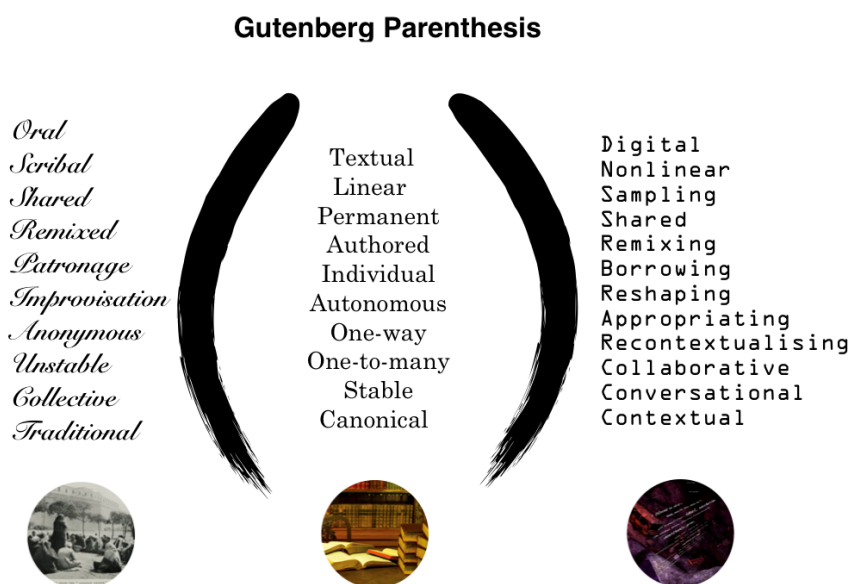 Gutenberg Parenthesis
Oral
Scribal
Shared
Remixed
Patronage
Improvisation
Anonymous
Unstable
Collective
Traditional
Textual
Linear
Permanent
Authored
Individual
Autonomous
One-way
One-to-many
Stable
Canonical
Digital
Nonlinear
Sampling
Shared
Remixing
Borrowing
Reshaping
Appropriating
Recontextualising
Collaborative
Conversational
Contextual